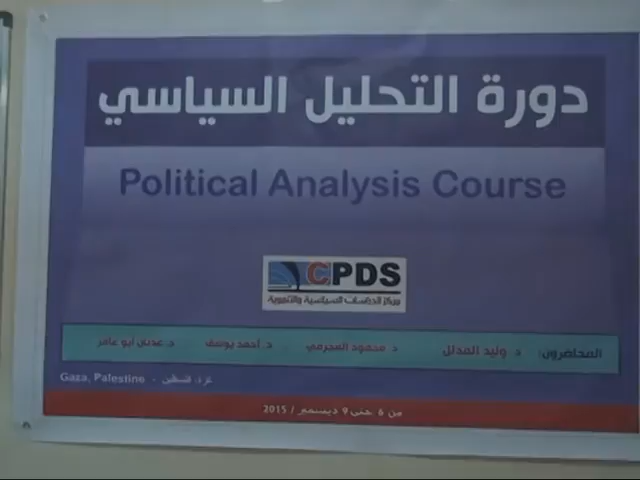 دورة التحليل السياسي
Political Analysis Course
CPDS
مركز الدراسات السياسية والتنموية
المحاضرون: د. وليد المدلل د. محمود العجرمي د. أحمد يوسف د. عدنان أبو عامر
Gaza, Palestine - غزة، فلسطين
من 6 حتى 9 ديسمبر / 2015